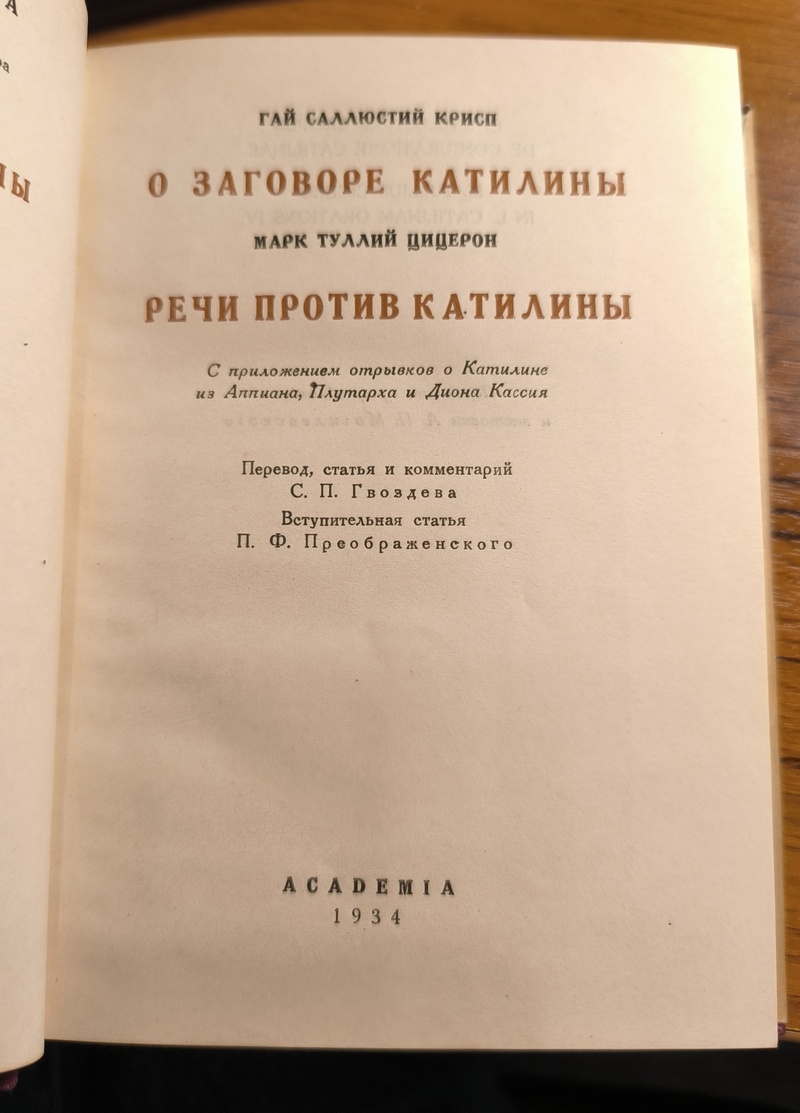 ГАЙ САЛЛЮСТИЙ КРИСП
О ЗАГОВОРЕ КАТИЛИНЫ
МАРК ТУЛЛИЙ ЦИЦЕРОН
РЕЧИ ПРОТИВ КАТИЛИНЫ
С приложением отрывков о Катилине
из Аппиана, Плутарха и Диона Кассия
Перевод, статья и комментарий
С. П. Гвоздева
Вступительная статья
П. Ф. Преображенского
ACADEMIA
1934